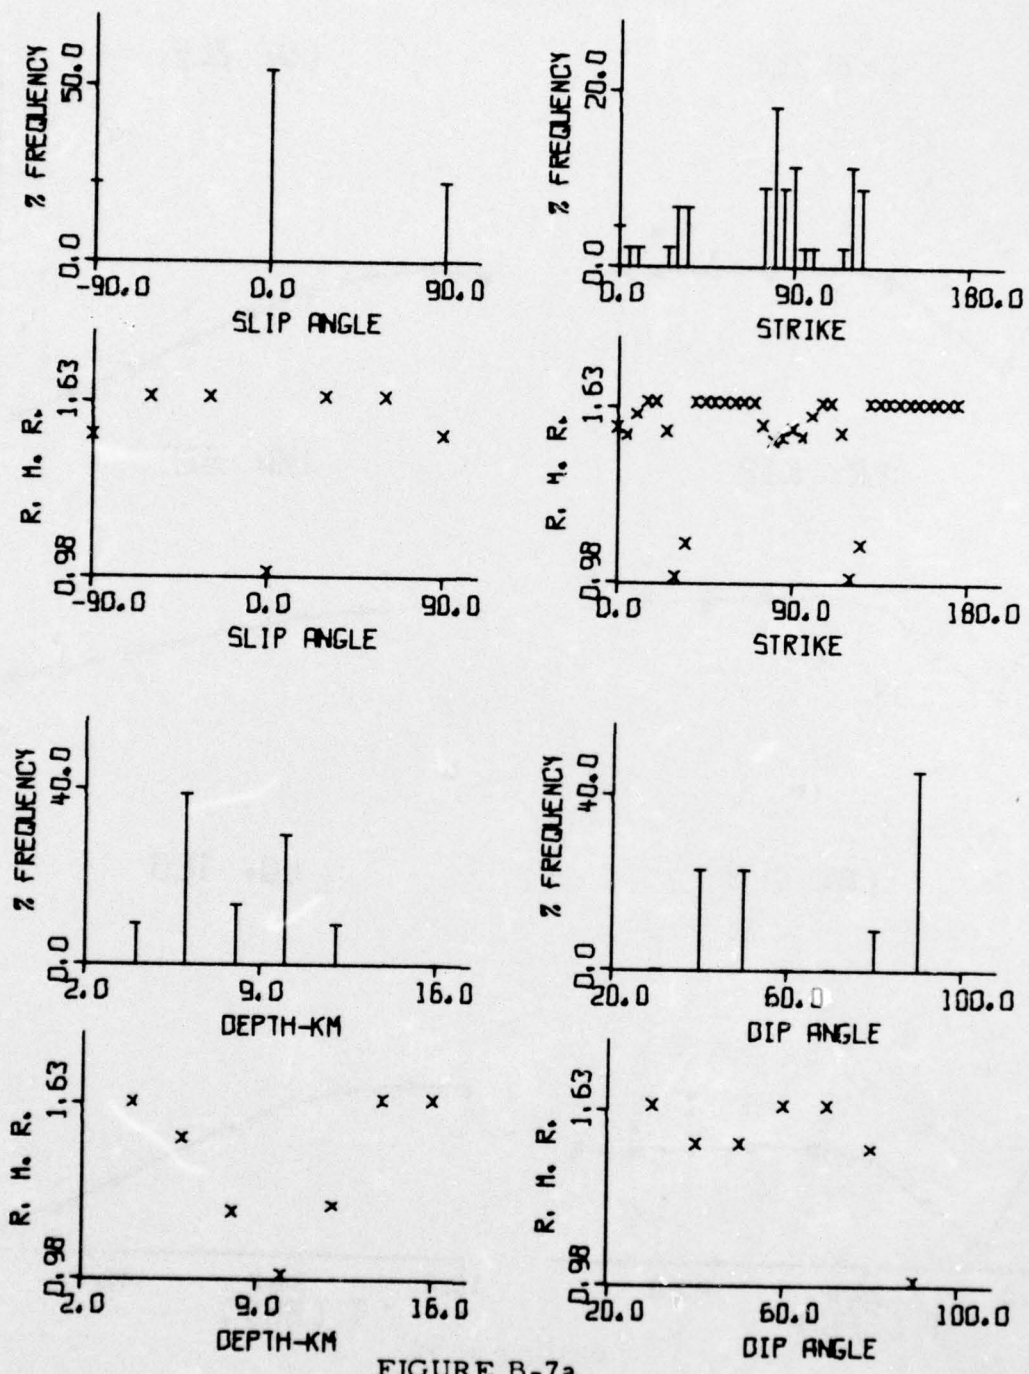 % FREQUENCY
50.0
0.0
-90.0 0.0 90.0
SLIP ANGLE
% FREQUENCY
20.0
0.0
0.0 90.0 180.0
STRIKE
R. M. R.
1.63
0.98
-90.0 0.0 90.0
SLIP ANGLE
R. M. R.
1.63
0.98
0.0 90.0 180.0
STRIKE
% FREQUENCY
40.0
0.0
2.0 9.0 16.0
DEPTH-KM
% FREQUENCY
40.0
0.0
20.0 60.0 100.0
DIP ANGLE
R. M. R.
1.63
0.98
2.0 9.0 16.0
DEPTH-KM
R. M. R.
1.63
0.98
20.0 60.0 100.0
DIP ANGLE
FIGURE B-7a